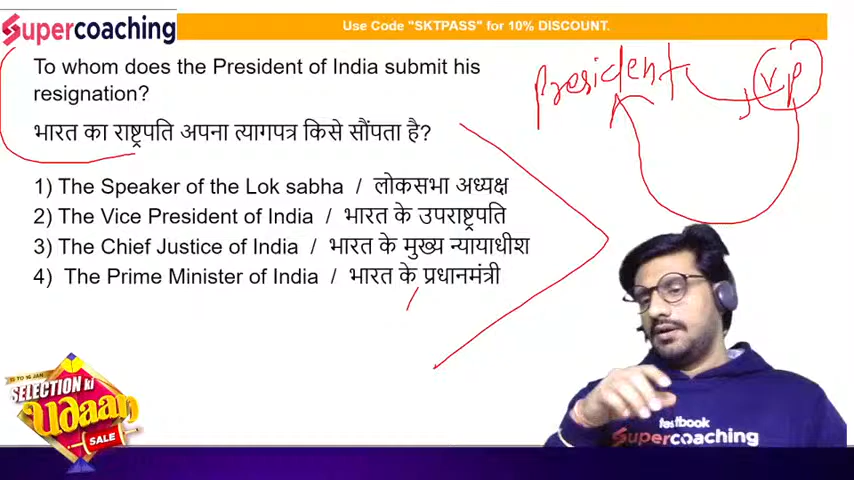 Supercoaching
Use Code "SKTPASS" for 10% DISCOUNT.
To whom does the President of India submit his
resignation?
भारत का राष्ट्रपति अपना त्यागपत्र किसे सौंपता है?
1) The Speaker of the Lok sabha / लोकसभा अध्यक्ष
2) The Vice President of India / भारत के उपराष्ट्रपति
3) The Chief Justice of India / भारत के मुख्य न्यायाधीश
4) The Prime Minister of India / भारत के प्रधानमंत्री
President
VP
SELECTION ki
Udaan
SALE
testbook
Supercoaching